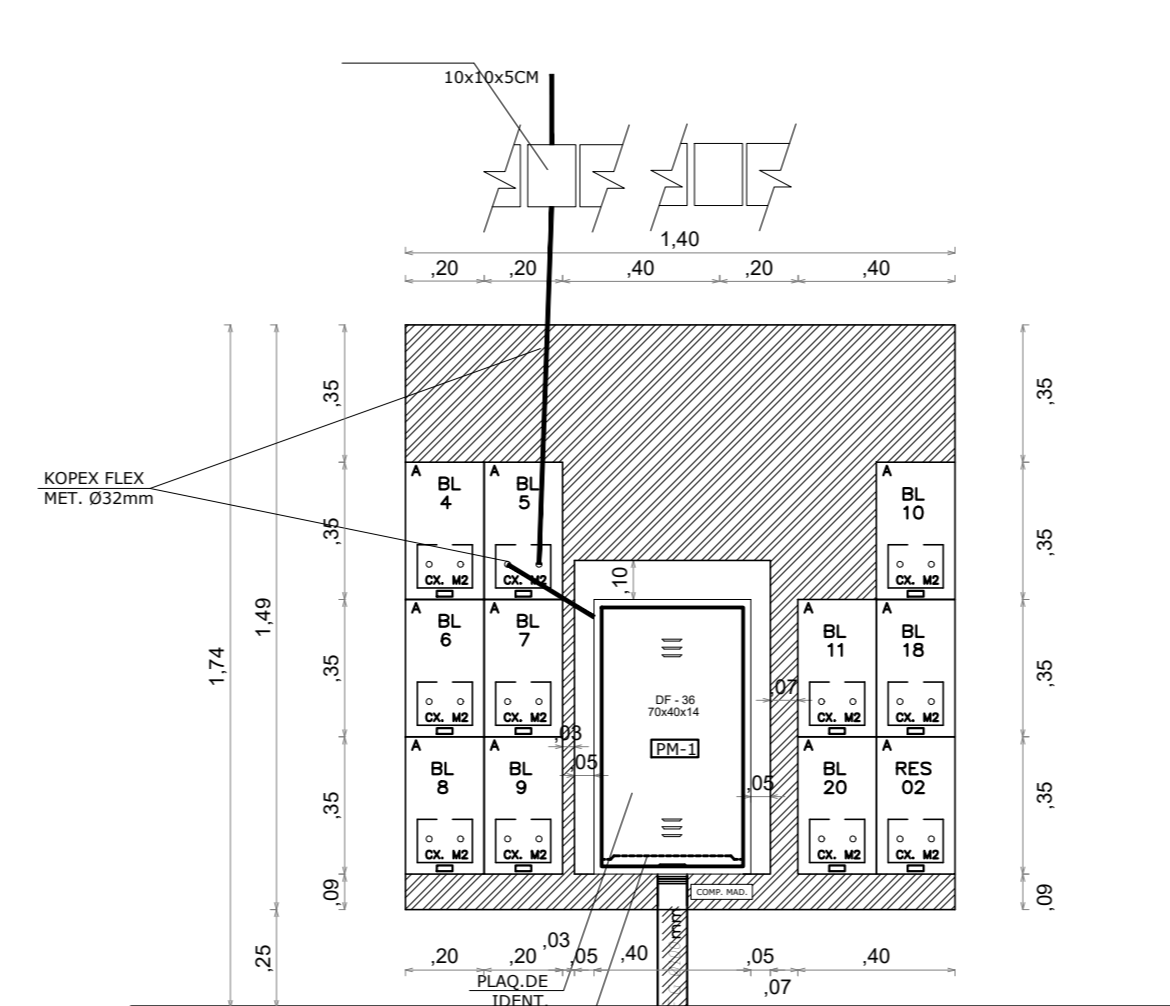 10x10x5CM
1,40
,20 ,20 ,40 ,20 ,40
,35 ,35
KOPEX FLEX
MET. Ø32mm
A BL 4
CX. M2
A BL 5
CX. M2
A BL 10
CX. M2
,35 ,35
,10
1,74
1,49
A BL 6
CX. M2
A BL 7
CX. M2
A BL 11
CX. M2
A BL 18
CX. M2
,35 ,35
DF - 36
70x40x14
PM-1
,07
,03
,05
,05
A BL 8
CX. M2
A BL 9
CX. M2
A BL 20
CX. M2
A RES 02
CX. M2
,35 ,35
,09 ,09
COMP. MAD.
mm
,25
,20 ,20 ,03 ,05 ,40 ,05 ,07 ,40
PLAQ.DE
IDENT.